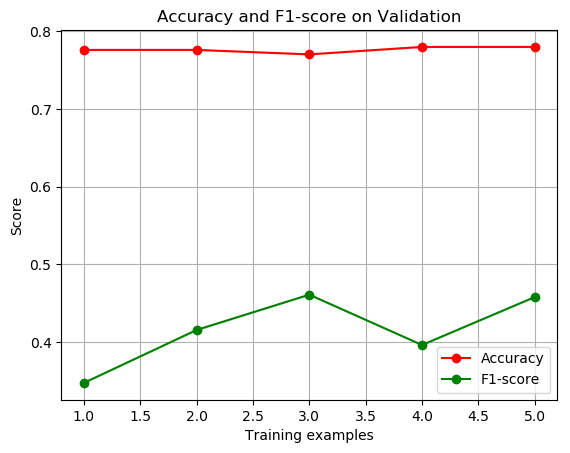 Accuracy and F1-score on Validation
0.8
0.7
0.6
0.5
0.4
Score
1.0 1.5 2.0 2.5 3.0 3.5 4.0 4.5 5.0
Training examples
Accuracy
F1-score